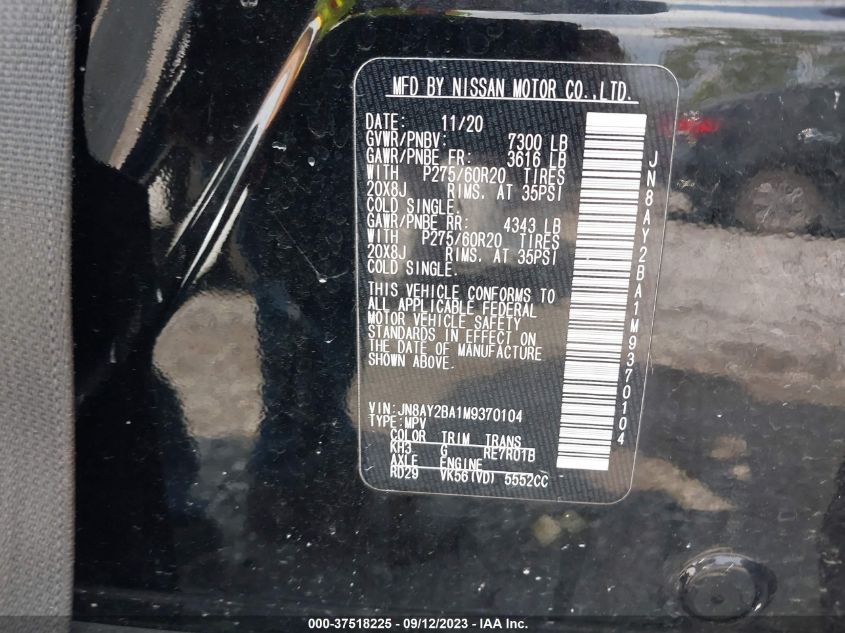 MFD BY NISSAN MOTOR CO.,LTD.
DATE: 11/20
GVWR/PNBV: 7300 LB
GAWR/PNBE FR: 3616 LB
WITH P275/60R20 TIRES
20X8J RIMS, AT 35PSI
COLD SINGLE.
GAWR/PNBE RR: 4343 LB
WITH P275/60R20 TIRES
20X8J RIMS, AT 35PSI
COLD SINGLE.
THIS VEHICLE CONFORMS TO
ALL APPLICABLE FEDERAL
MOTOR VEHICLE SAFETY
STANDARDS IN EFFECT ON
THE DATE OF MANUFACTURE
SHOWN ABOVE.
VIN: JN8AY2BA1M9370104
TYPE: MPV
COLOR TRIM TRANS
KH3 G RE7R01B
AXLE ENGINE
RD29 VK56(VD) 5552CC
JN8AY2BA1M9370104
000-37518225 - 09/12/2023 - IAA Inc.